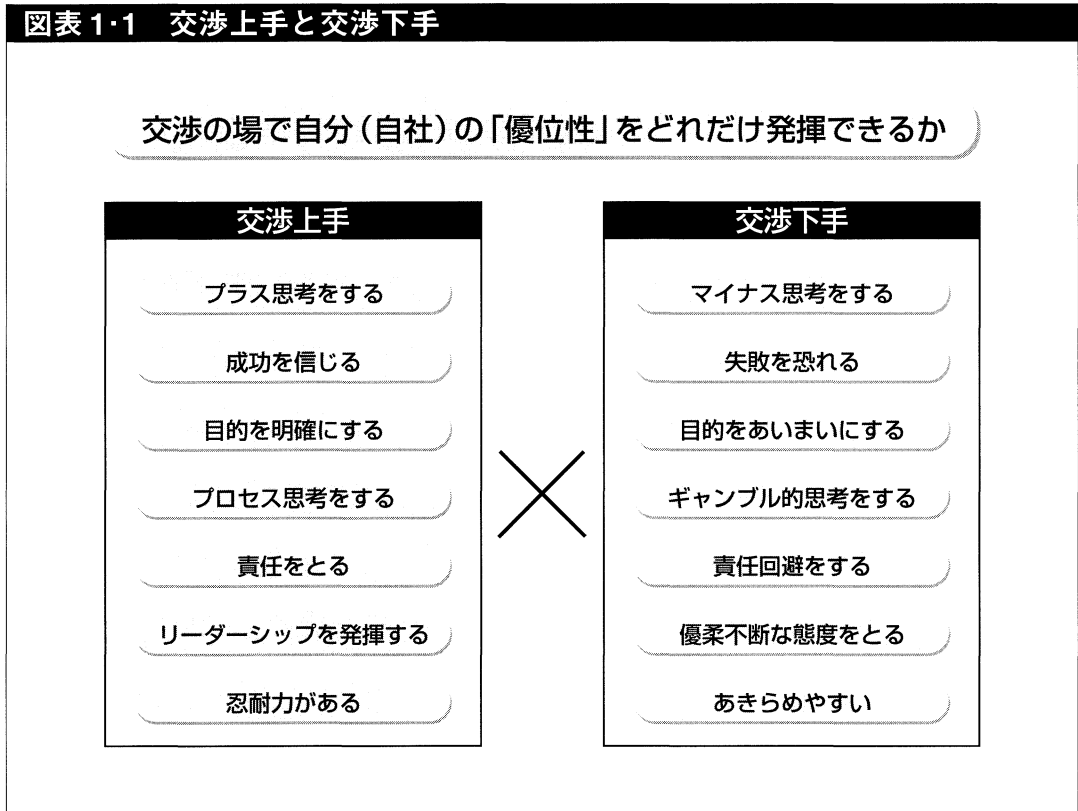 図表1・1　交渉上手と交渉下手
交渉の場で自分(自社)の「優位性」をどれだけ発揮できるか
交渉上手
プラス思考をする
成功を信じる
目的を明確にする
プロセス思考をする
責任をとる
リーダーシップを発揮する
忍耐力がある
交渉下手
マイナス思考をする
失敗を恐れる
目的をあいまいにする
ギャンブル的思考をする
責任回避をする
優柔不断な態度をとる
あきらめやすい